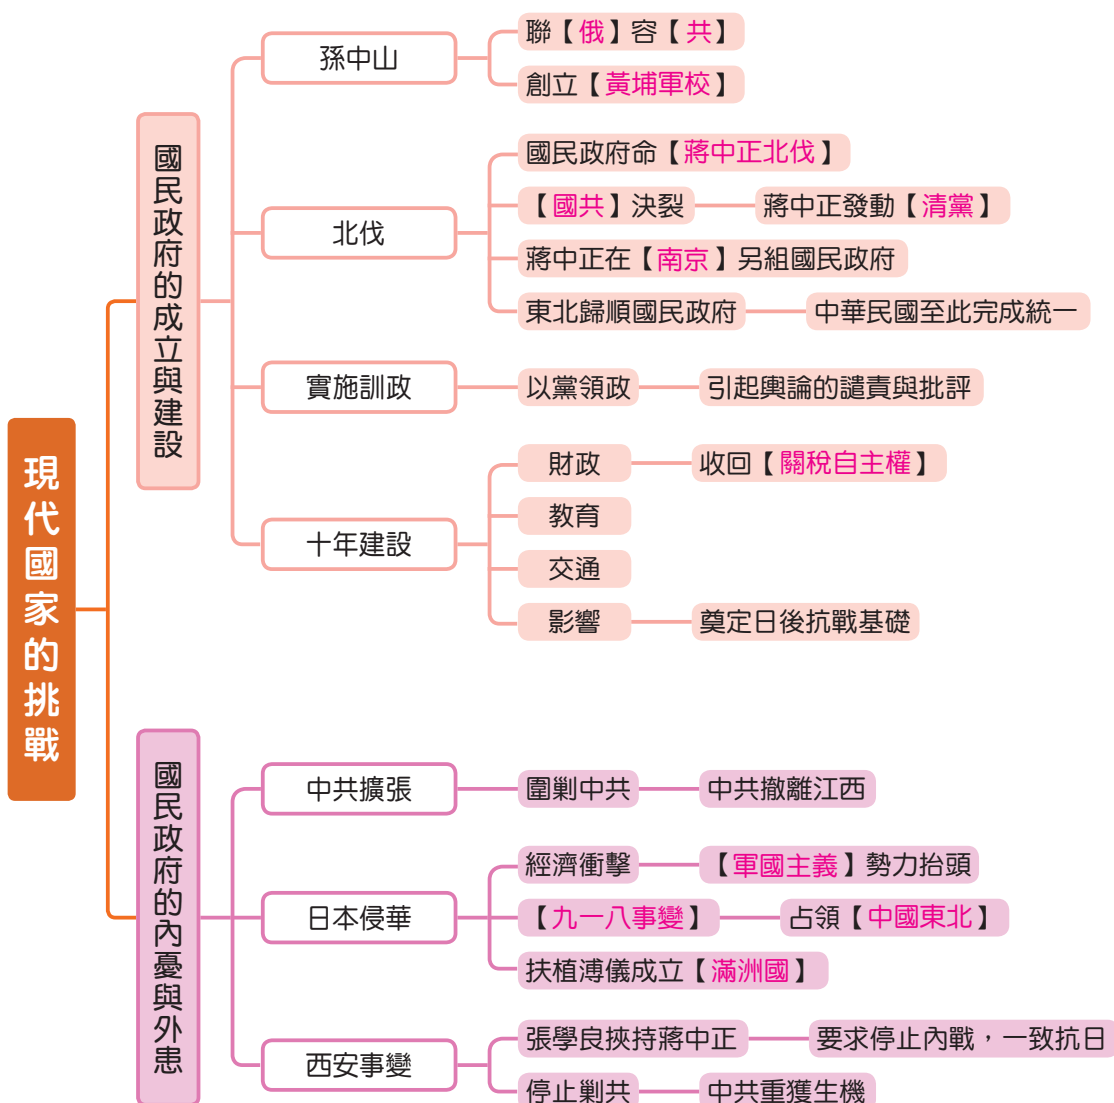 現代國家的挑戰
國民政府的成立與建設
孫中山
聯【俄】容【共】
創立【黃埔軍校】
北伐
國民政府命【蔣中正北伐】
【國共】決裂
蔣中正發動【清黨】
蔣中正在【南京】另組國民政府
東北歸順國民政府
中華民國至此完成統一
實施訓政
以黨領政
引起輿論的譴責與批評
十年建設
財政
收回【關稅自主權】
教育
交通
影響
奠定日後抗戰基礎
國民政府的內憂與外患
中共擴張
圍剿中共
中共撤離江西
日本侵華
經濟衝擊
【軍國主義】勢力抬頭
【九一八事變】
占領【中國東北】
扶植溥儀成立【滿洲國】
西安事變
張學良挾持蔣中正
要求停止內戰，一致抗日
停止剿共
中共重獲生機